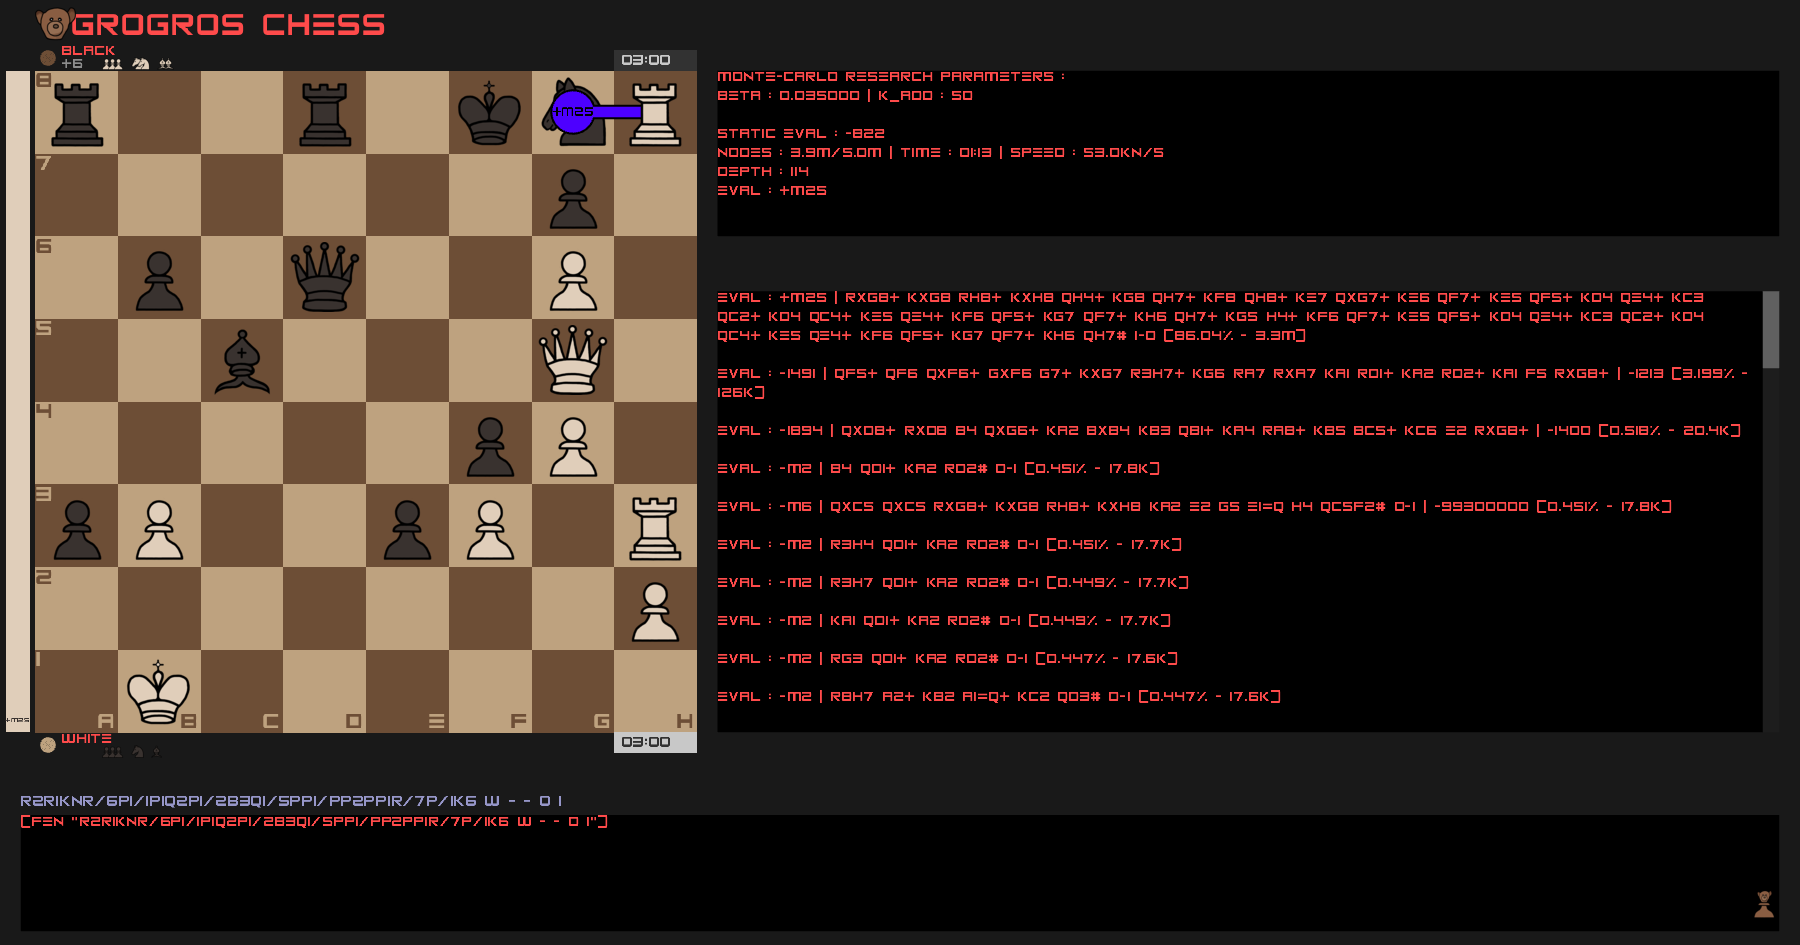 GROGROS CHESS
BLACK
+6
03:00
8
7
6
5
4
3
2
1
A B C D E F G H
+M25
+M25
WHITE
03:00
MONTE-CARLO RESEARCH PARAMETERS :
BETA : 0.035000 | K_ADD : 50
STATIC EVAL : -822
NODES : 3.9M/5.0M | TIME : 01:13 | SPEED : 53.0KN/S
DEPTH : 114
EVAL : +M25
EVAL : +M25 | RXG8+ KXG8 RH8+ KXH8 QH4+ KG8 QH7+ KF8 QH8+ KE7 QXG7+ KE6 QF7+ KE5 QF5+ KD4 QE4+ KC3
QC2+ KD4 QC4+ KE5 QE4+ KF6 QF5+ KG7 QF7+ KH6 QH7+ KG5 H4+ KF6 QF7+ KE5 QF5+ KD4 QE4+ KC3 QC2+ KD4
QC4+ KE5 QE4+ KF6 QF5+ KG7 QF7+ KH6 QH7# 1-0 [86.04% - 3.3M]
EVAL : -1491 | QF5+ QF6 QXF6+ GXF6 G7+ KXG7 R3H7+ KG6 RA7 RXA7 KA1 RD1+ KA2 RD2+ KA1 F5 RXG8+ | -1213 [3.199% -
126K]
EVAL : -1894 | QXD8+ RXD8 B4 QXG6+ KA2 BXB4 KB3 QB1+ KA4 RA8+ KB5 BC5+ KC6 E2 RXG8+ | -1400 [0.518% - 20.4K]
EVAL : -M2 | B4 QD1+ KA2 RD2# 0-1 [0.451% - 17.8K]
EVAL : -M6 | QXC5 QXC5 RXG8+ KXG8 RH8+ KXH8 KA2 E2 G5 E1=Q H4 QC5F2# 0-1 | -99300000 [0.451% - 17.8K]
EVAL : -M2 | R3H4 QD1+ KA2 RD2# 0-1 [0.451% - 17.7K]
EVAL : -M2 | R3H7 QD1+ KA2 RD2# 0-1 [0.449% - 17.7K]
EVAL : -M2 | KA1 QD1+ KA2 RD2# 0-1 [0.449% - 17.7K]
EVAL : -M2 | RG3 QD1+ KA2 RD2# 0-1 [0.447% - 17.6K]
EVAL : -M2 | R8H7 A2+ KB2 A1=Q+ KC2 QD3# 0-1 [0.447% - 17.6K]
R2R1KNR/6P1/1P1Q2P1/2B3Q1/5PP1/PP2PP1R/7P/1K6 W - - 0 1
[FEN "R2R1KNR/6P1/1P1Q2P1/2B3Q1/5PP1/PP2PP1R/7P/1K6 W - - 0 1"]